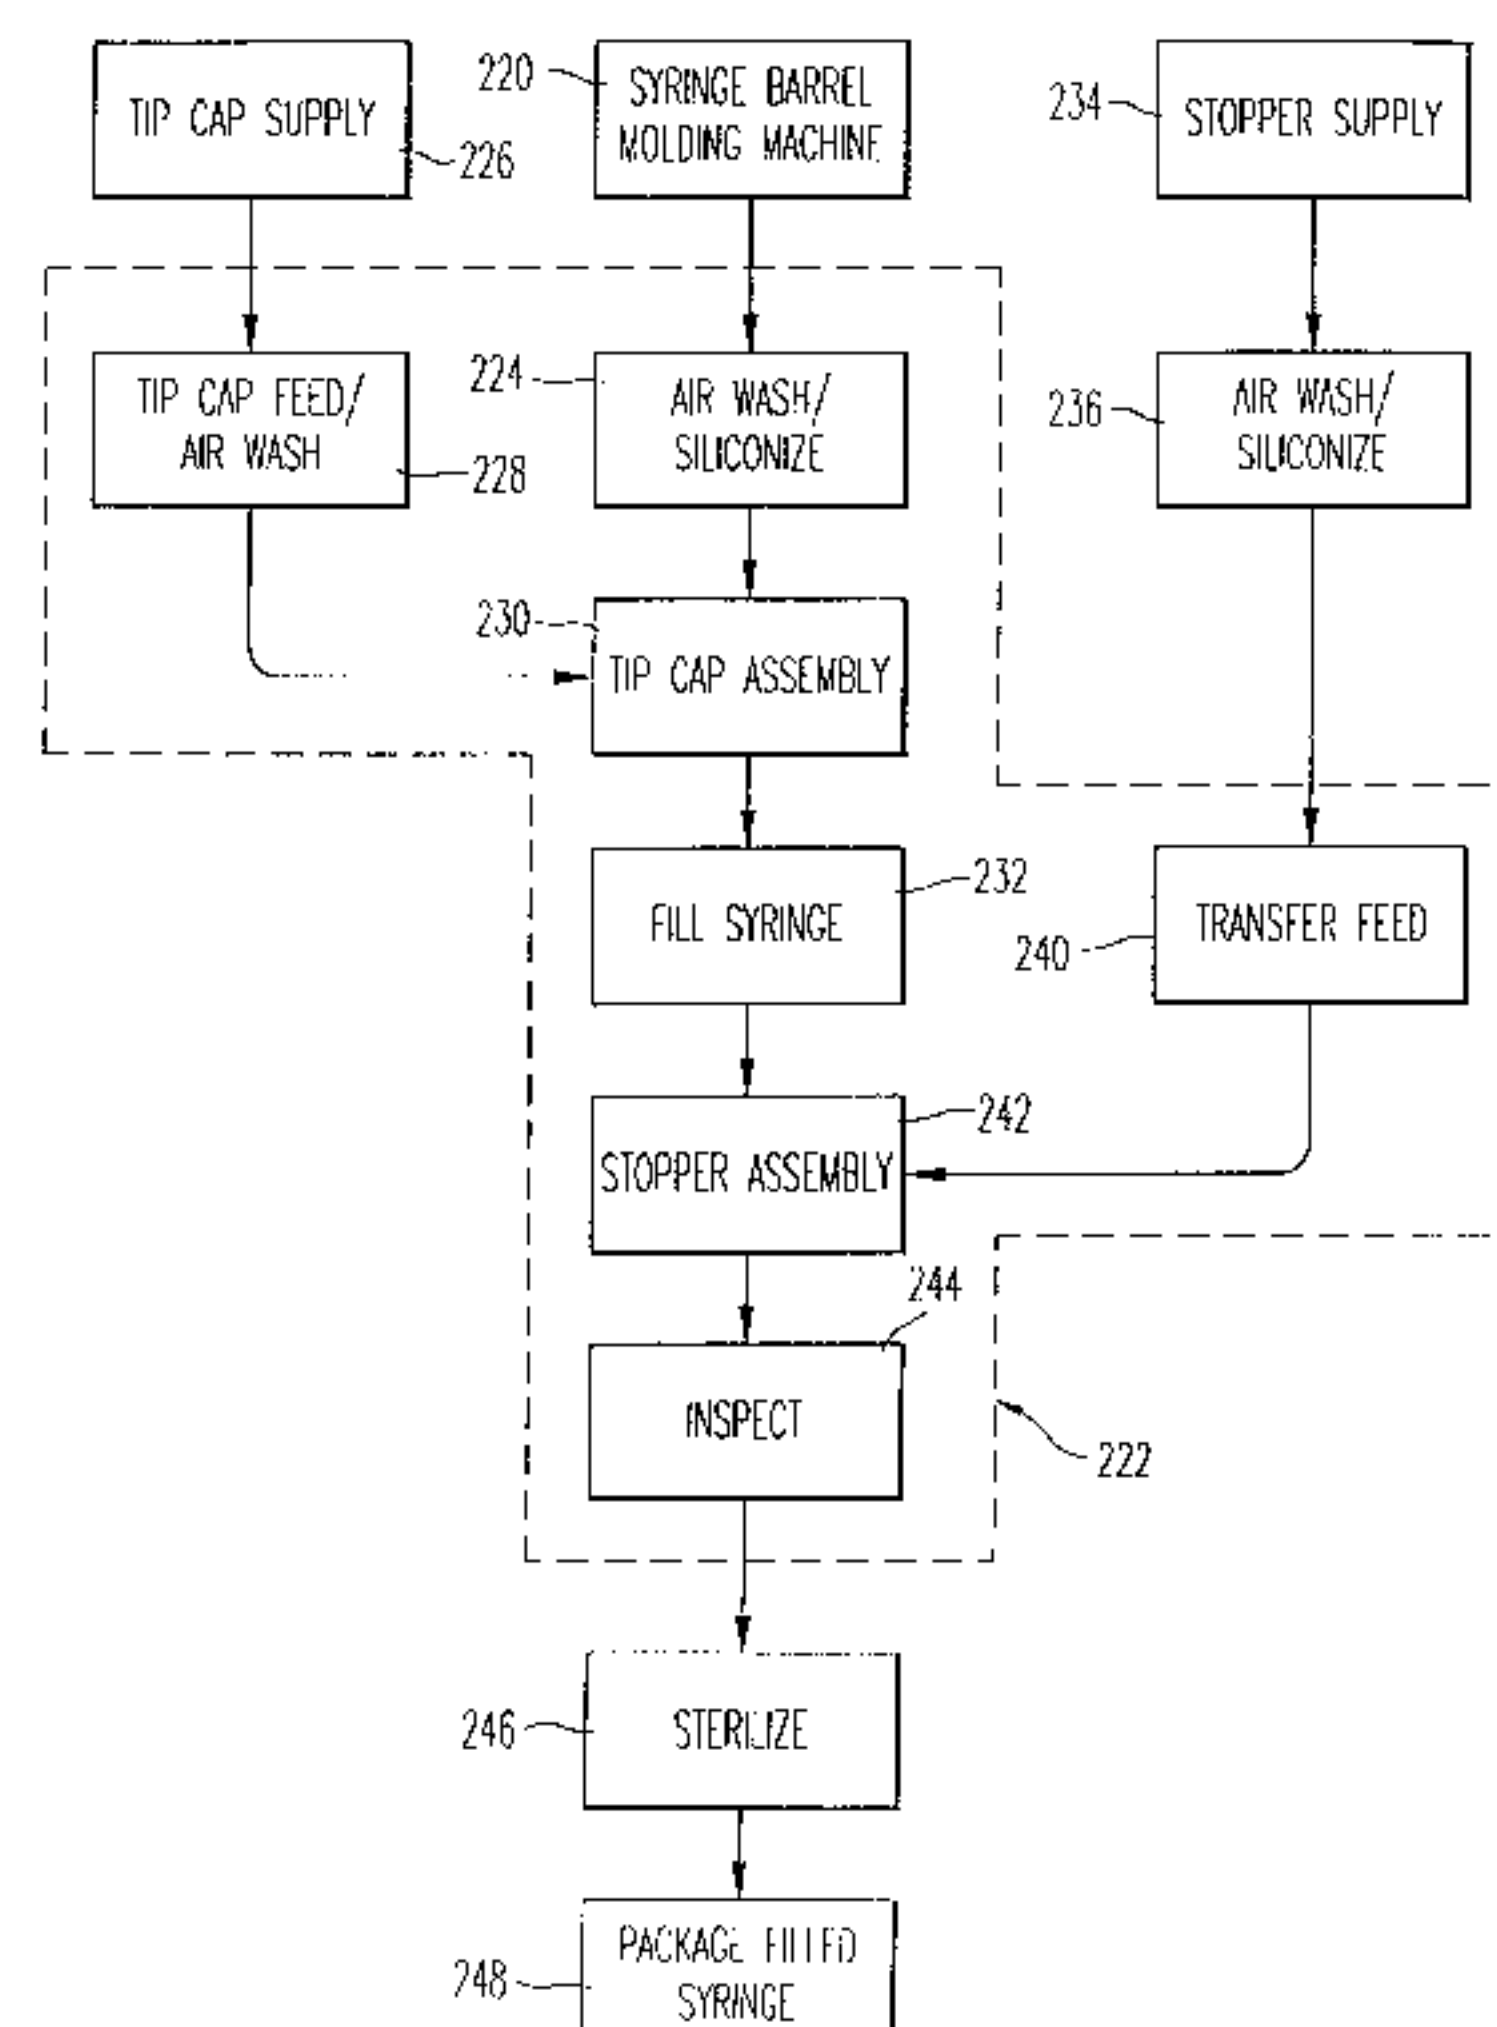 TIP CAP SUPPLY
226
220
SYRINGE BARREL
MOLDING MACHINE
234
STOPPER SUPPLY
TIP CAP FEED/
AIR WASH
228
224
AIR WASH/
SILICONIZE
236
AIR WASH/
SILICONIZE
230
TIP CAP ASSEMBLY
FILL SYRINGE
232
240
TRANSFER FEED
242
STOPPER ASSEMBLY
244
INSPECT
222
246
STERILIZE
248
PACKAGE FILLED
SYRINGE